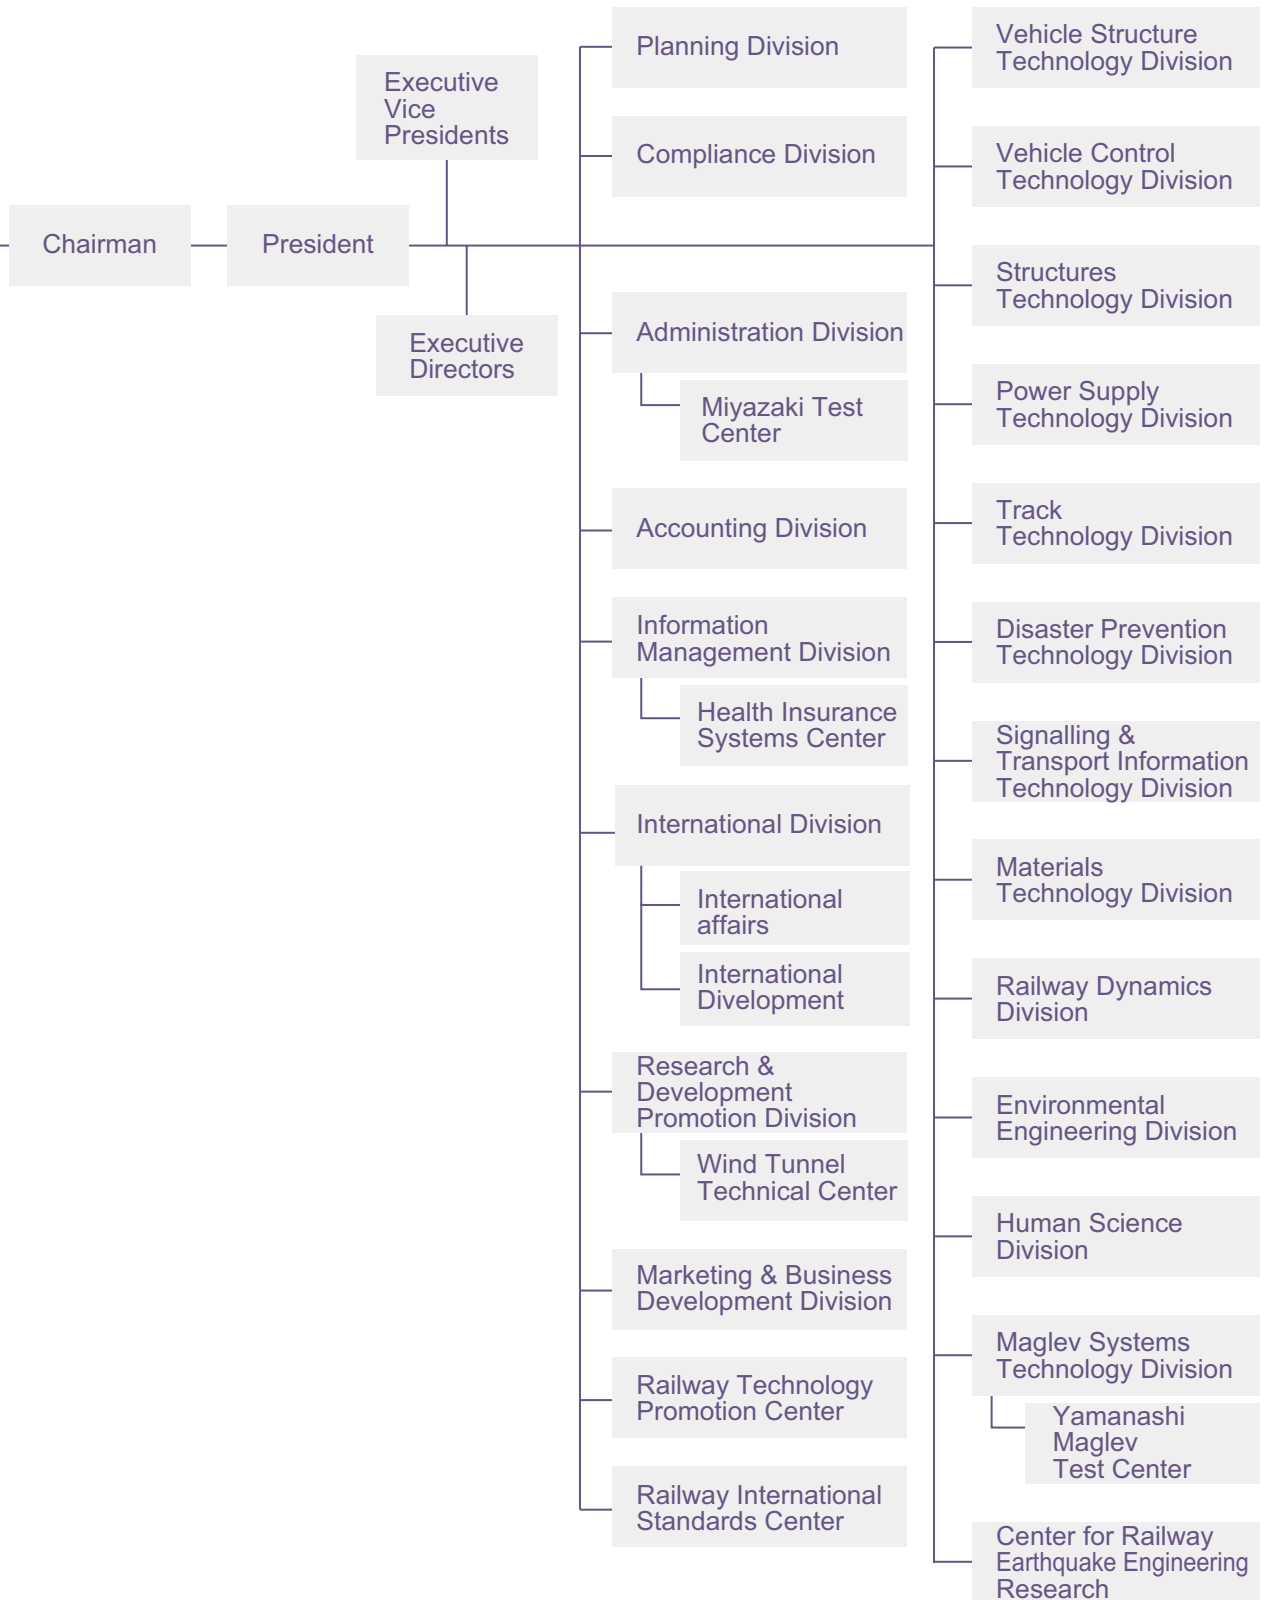 Chairman
President
Executive
Vice
Presidents
Executive
Directors
Planning Division
Compliance Division
Administration Division
Miyazaki Test
Center
Accounting Division
Information
Management Division
Health Insurance
Systems Center
International Division
International
affairs
International
Divelopment
Research &
Development
Promotion Division
Wind Tunnel
Technical Center
Marketing & Business
Development Division
Railway Technology
Promotion Center
Railway International
Standards Center
Vehicle Structure
Technology Division
Vehicle Control
Technology Division
Structures
Technology Division
Power Supply
Technology Division
Track
Technology Division
Disaster Prevention
Technology Division
Signalling &
Transport Information
Technology Division
Materials
Technology Division
Railway Dynamics
Division
Environmental
Engineering Division
Human Science
Division
Maglev Systems
Technology Division
Yamanashi
Maglev
Test Center
Center for Railway
Earthquake Engineering
Research